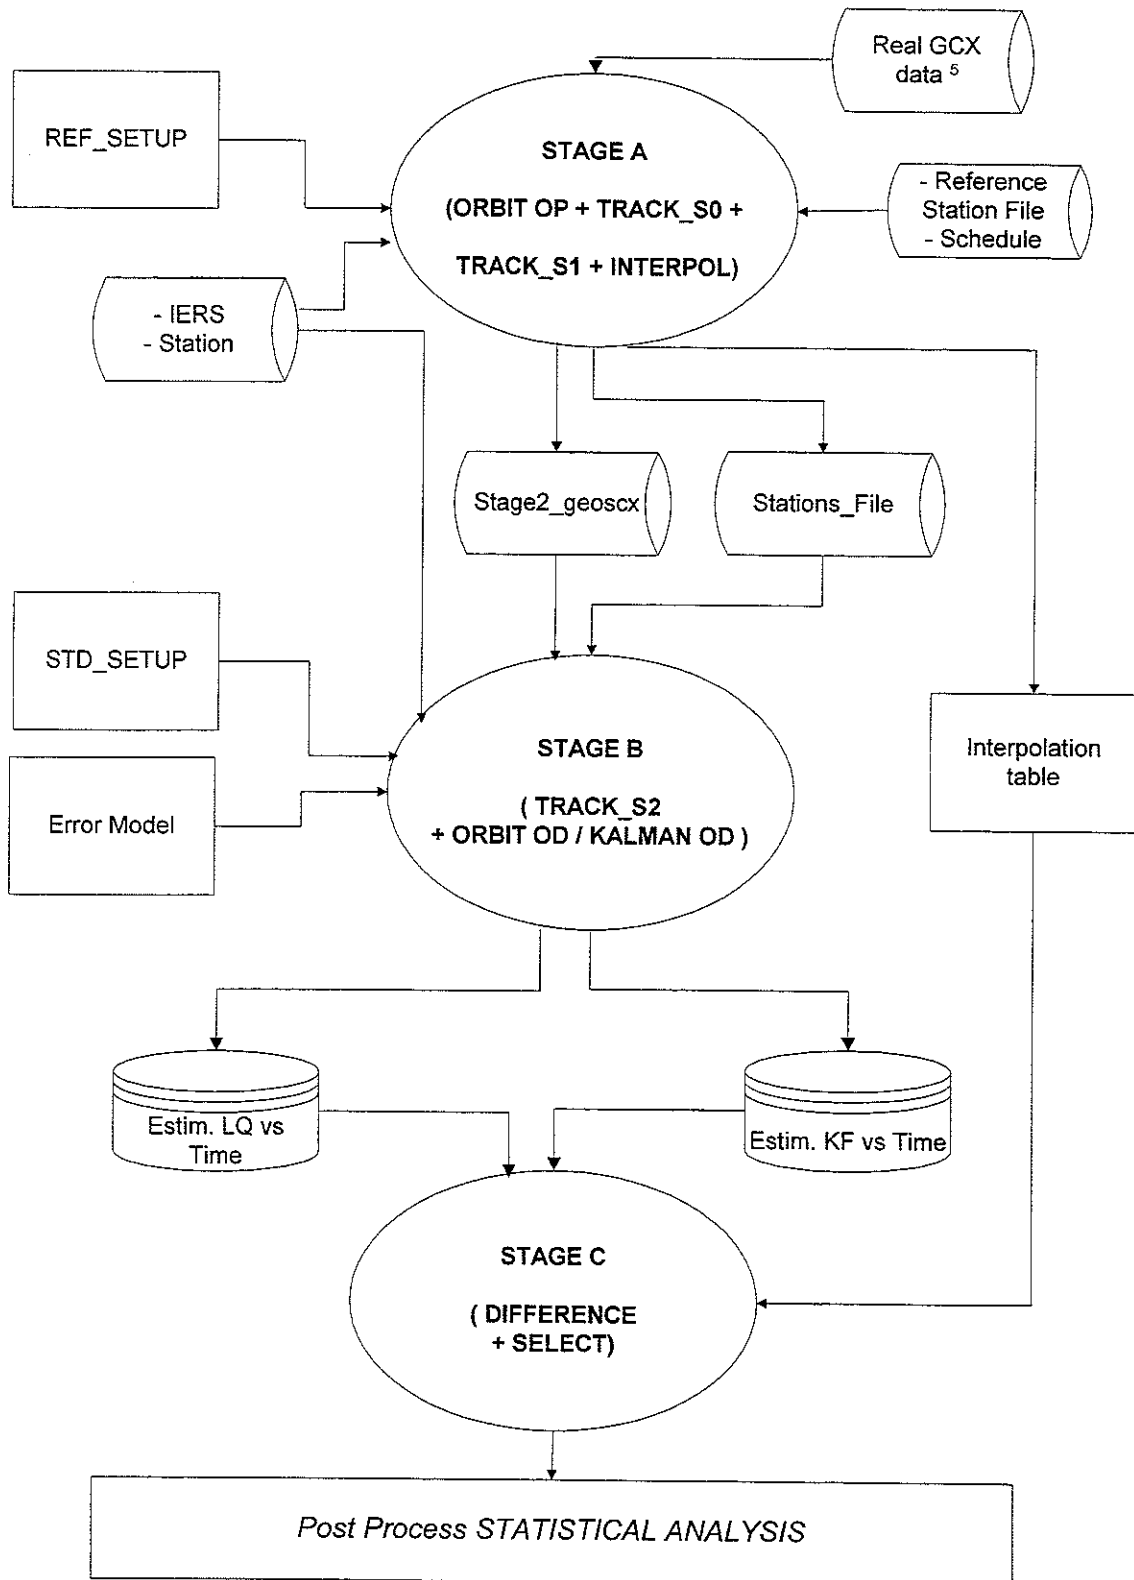 Real GCX
data 5
REF_SETUP
STAGE A
(ORBIT OP + TRACK_S0 +
TRACK_S1 + INTERPOL)
- Reference
Station File
- Schedule
- IERS
- Station
Stage2_geoscx
Stations_File
STD_SETUP
STAGE B
( TRACK_S2
+ ORBIT OD / KALMAN OD )
Interpolation
table
Error Model
Estim. LQ vs
Time
Estim. KF vs Time
STAGE C
( DIFFERENCE
+ SELECT)
Post Process STATISTICAL ANALYSIS